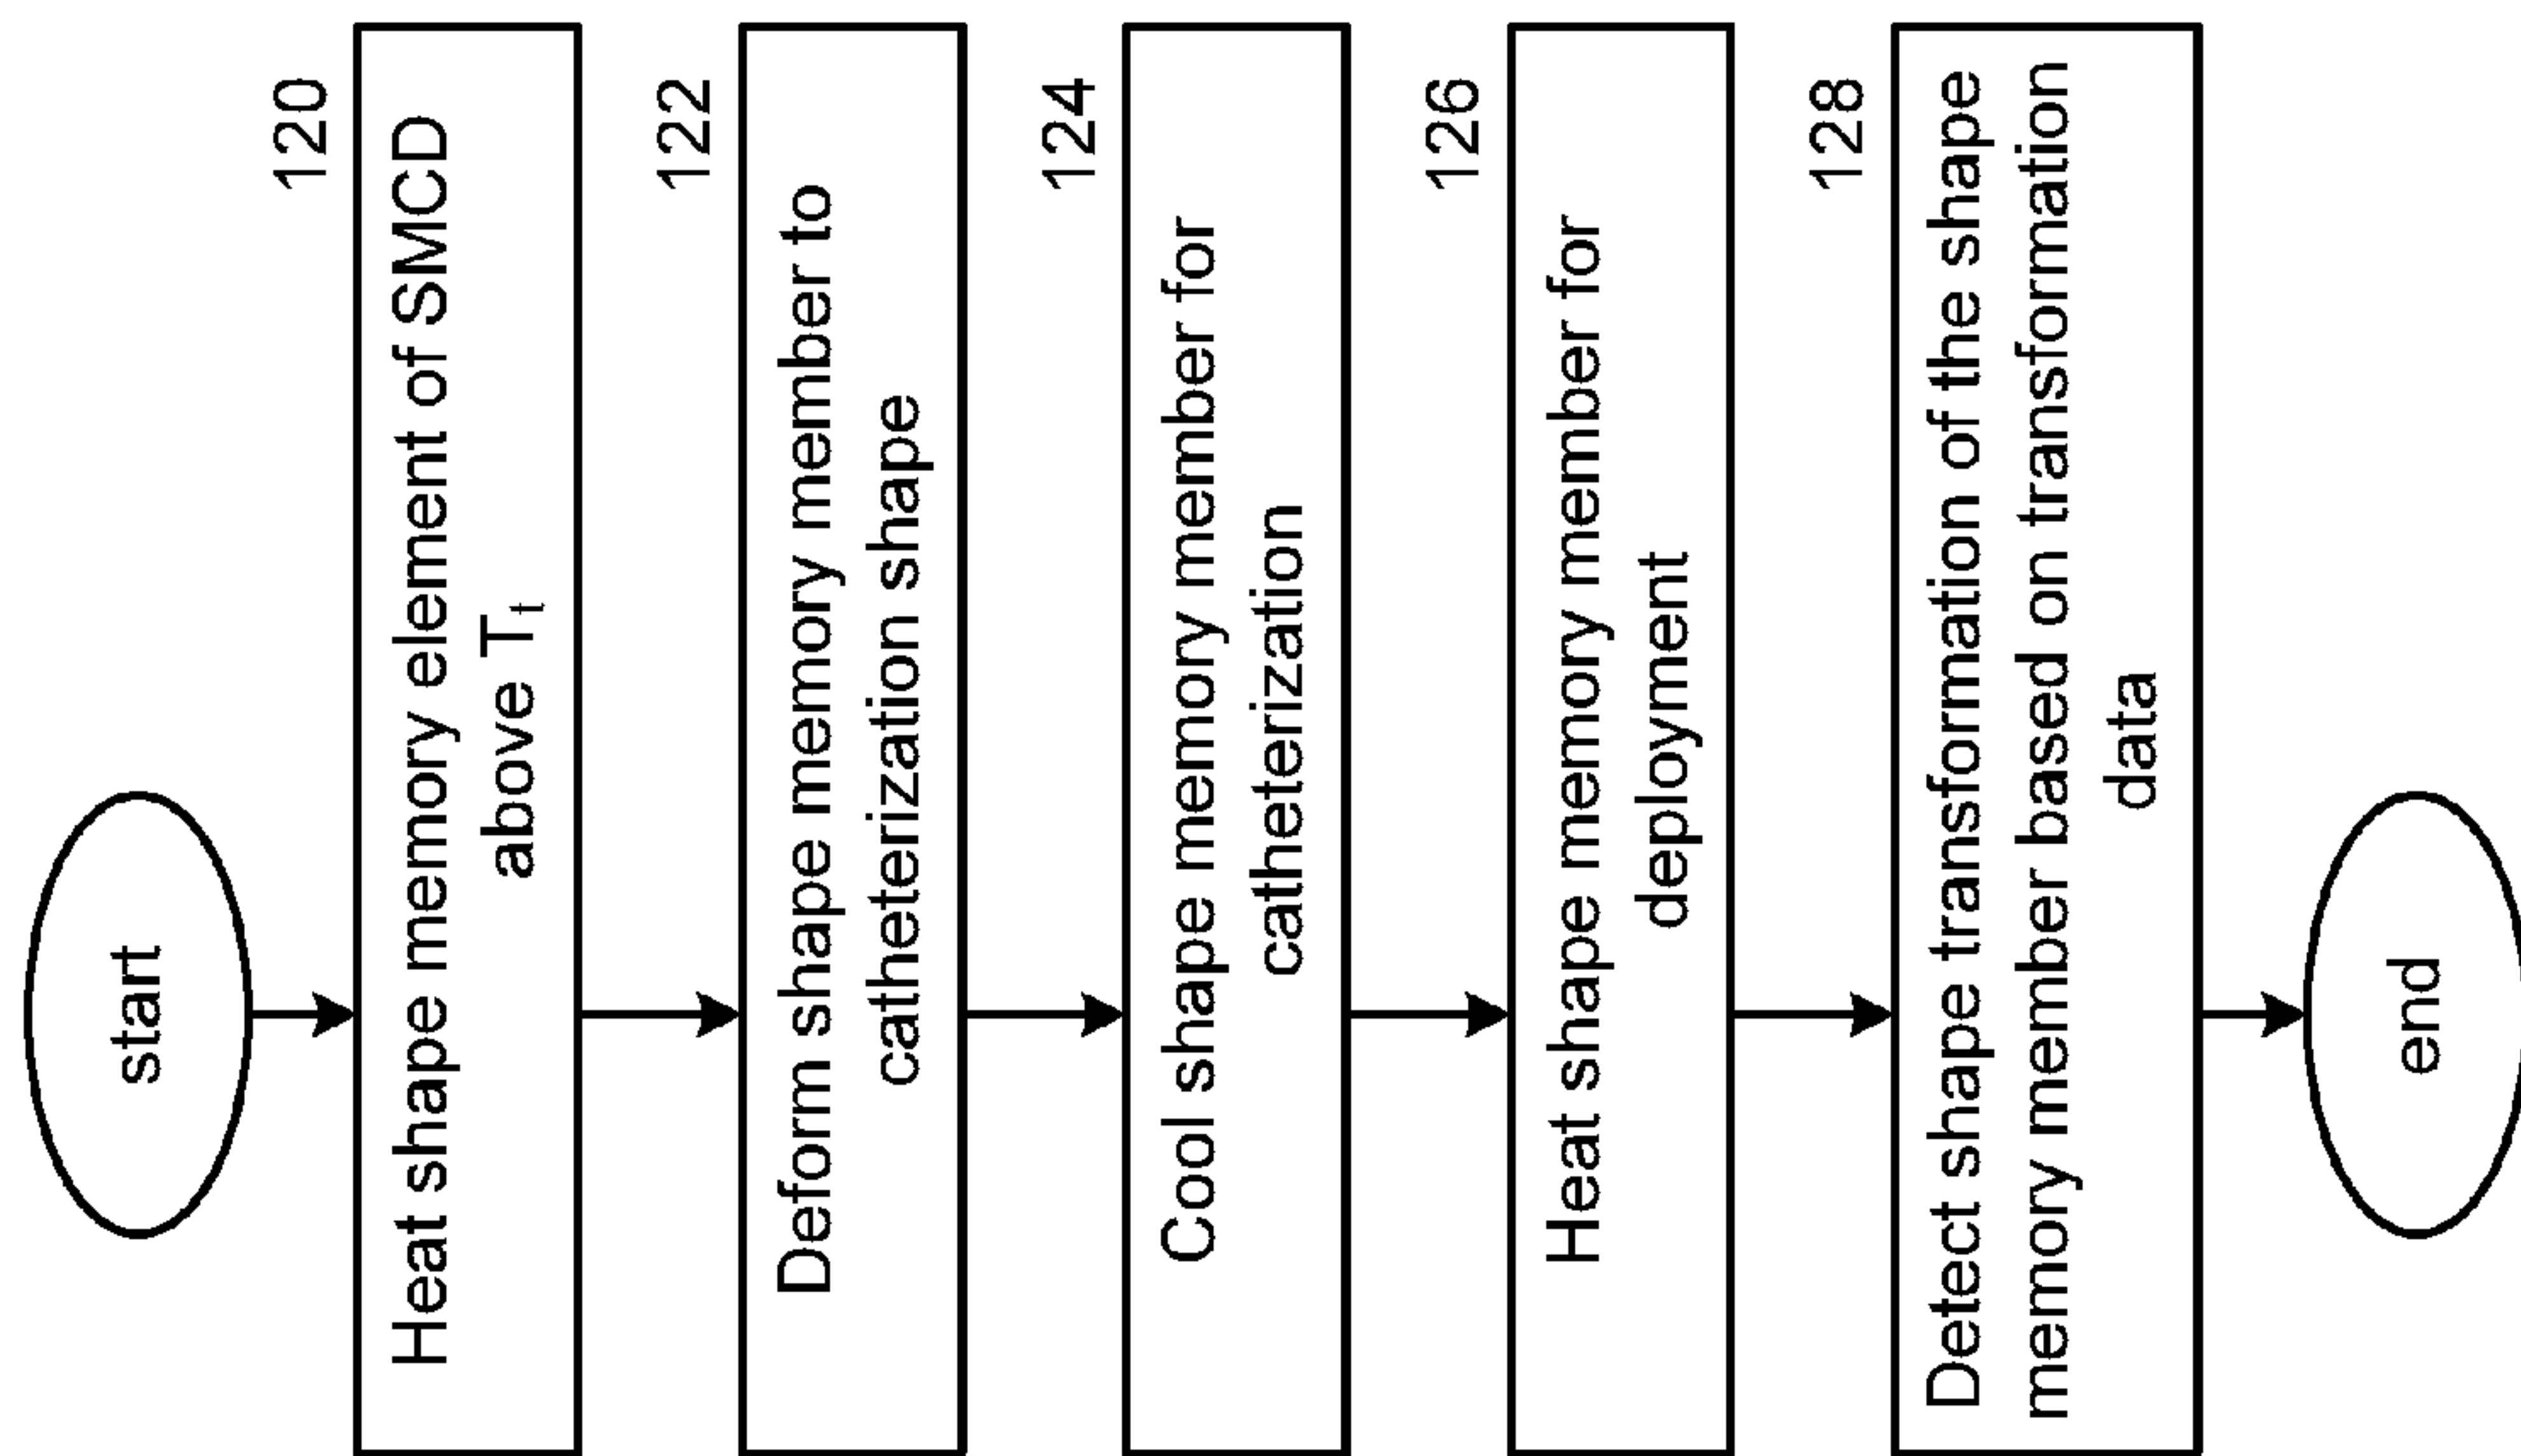 start
120
Heat shape memory element of SMCD
above Tt
122
Deform shape memory member to
catheterization shape
124
Cool shape memory member for
catheterization
126
Heat shape memory member for
deployment
128
Detect shape transformation of the shape
memory member based on transformation
data
end